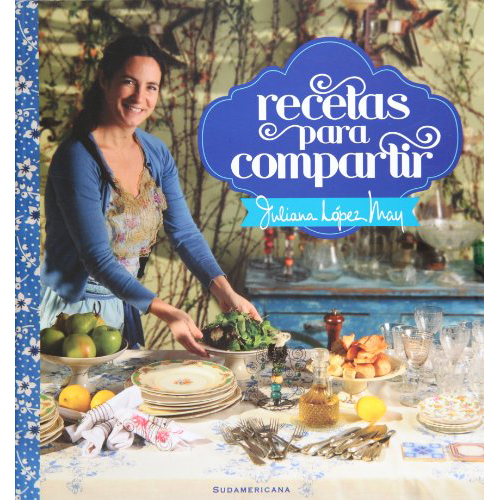 recetas
para
compartir
Juliana López May
SUDAMERICANA